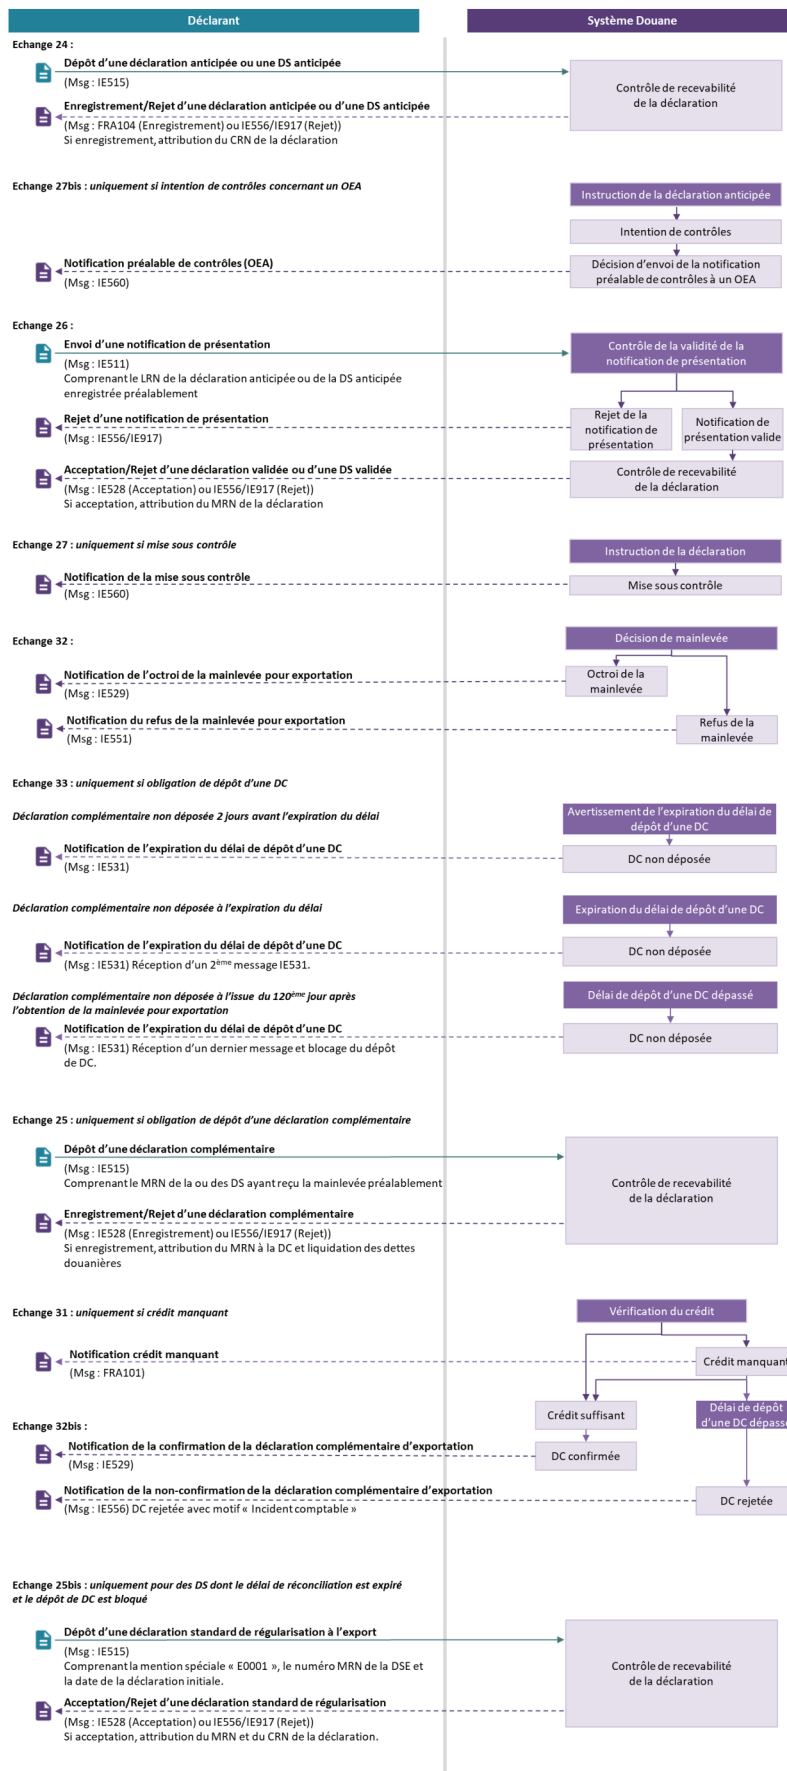 Déclarant
Système Douane
Echange 24 :
Dépôt d'une déclaration anticipée ou une DS anticipée
(Msg : IE515)
Contrôle de recevabilité
de la déclaration
Enregistrement/Rejet d'une déclaration anticipée ou d'une DS anticipée
(Msg : FRA104 (Enregistrement) ou IE556/IE917 (Rejet))
Si enregistrement, attribution du CRN de la déclaration
Echange 27bis : uniquement si intention de contrôles concernant un OEA
Instruction de la déclaration anticipée
Intention de contrôles
Notification préalable de contrôles (OEA)
(Msg : IE560)
Décision d'envoi de la notification
préalable de contrôles à un OEA
Echange 26 :
Envoi d'une notification de présentation
(Msg : IE511)
Comprenant le LRN de la déclaration anticipée ou de la DS anticipée
enregistrée préalablement
Contrôle de la validité de la
notification de présentation
Rejet d'une notification de présentation
(Msg : IE556/IE917)
Rejet de la
notification de
présentation
Notification de
présentation valide
Acceptation/Rejet d'une déclaration validée ou d'une DS validée
(Msg : IE528 (Acceptation) ou IE556/IE917 (Rejet))
Si acceptation, attribution du MRN de la déclaration
Contrôle de recevabilité
de la déclaration
Echange 27 : uniquement si mise sous contrôle
Instruction de la déclaration
Notification de la mise sous contrôle
(Msg : IE560)
Mise sous contrôle
Echange 32 :
Décision de mainlevée
Notification de l'octroi de la mainlevée pour exportation
(Msg : IE529)
Octroi de la
mainlevée
Notification du refus de la mainlevée pour exportation
(Msg : IE551)
Refus de la
mainlevée
Echange 33 : uniquement si obligation de dépôt d'une DC
Déclaration complémentaire non déposée 2 jours avant l'expiration du délai
Avertissement de l'expiration du délai de
dépôt d'une DC
Notification de l'expiration du délai de dépôt d'une DC
(Msg : IE531)
DC non déposée
Déclaration complémentaire non déposée à l'expiration du délai
Expiration du délai de dépôt d'une DC
Notification de l'expiration du délai de dépôt d'une DC
(Msg : IE531) Réception d'un 2ème message IE531.
DC non déposée
Déclaration complémentaire non déposée à l'issue du 120ème jour après
l'obtention de la mainlevée pour exportation
Délai de dépôt d'une DC dépassé
Notification de l'expiration du délai de dépôt d'une DC
(Msg : IE531) Réception d'un dernier message et blocage du dépôt
de DC.
DC non déposée
Echange 25 : uniquement si obligation de dépôt d'une déclaration complémentaire
Dépôt d'une déclaration complémentaire
(Msg : IE515)
Comprenant le MRN de la ou des DS ayant reçu la mainlevée préalablement
Contrôle de recevabilité
de la déclaration
Enregistrement/Rejet d'une déclaration complémentaire
(Msg : IE528 (Enregistrement) ou IE556/IE917 (Rejet))
Si enregistrement, attribution du MRN à la DC et liquidation des dettes
douanières
Echange 31 : uniquement si crédit manquant
Vérification du crédit
Notification crédit manquant
(Msg : FRA101)
Crédit manquant
Crédit suffisant
Délai de dépôt
d'une DC dépassé
Echange 32bis :
Notification de la confirmation de la déclaration complémentaire d'exportation
(Msg : IE529)
DC confirmée
Notification de la non-confirmation de la déclaration complémentaire d'exportation
(Msg : IE556) DC rejetée avec motif « Incident comptable »
DC rejetée
Echange 25bis : uniquement pour des DS dont le délai de réconciliation est expiré
et le dépôt de DC est bloqué
Dépôt d'une déclaration standard de régularisation à l'export
(Msg : IE515)
Comprenant la mention spéciale « E0001 », le numéro MRN de la DSE et
la date de la déclaration initiale.
Contrôle de recevabilité
de la déclaration
Acceptation/Rejet d'une déclaration standard de régularisation
(Msg : IE528 (Acceptation) ou IE556/IE917 (Rejet))
Si acceptation, attribution du MRN et du CRN de la déclaration.